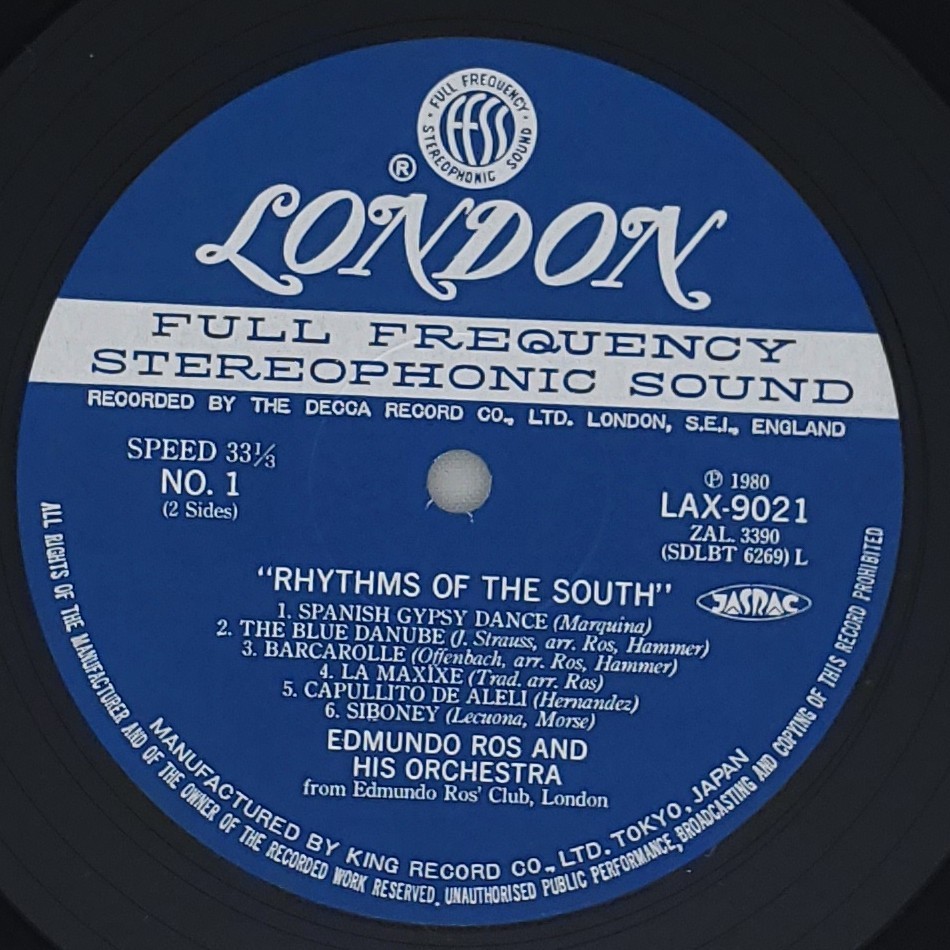 FULL FREQUENCY
STEREOPHONIC SOUND
FFSS
®
LONDON
FULL FREQUENCY
STEREOPHONIC SOUND
RECORDED BY THE DECCA RECORD CO., LTD. LONDON, S.E.I., ENGLAND
SPEED 33⅓
NO. 1
(2 Sides)
℗ 1980
LAX-9021
ZAL. 3390
(SDLBT 6269) L
"RHYTHMS OF THE SOUTH"
JASRAC
1. SPANISH GYPSY DANCE (Marquina)
2. THE BLUE DANUBE (J. Strauss, arr. Ros, Hammer)
3. BARCAROLLE (Offenbach, arr. Ros, Hammer)
4. LA MAXIXE (Trad. arr. Ros)
5. CAPULLITO DE ALELI (Hernandez)
6. SIBONEY (Lecuona, Morse)
EDMUNDO ROS AND
HIS ORCHESTRA
from Edmundo Ros' Club, London
MANUFACTURED BY KING RECORD CO., LTD. TOKYO, JAPAN
ALL RIGHTS OF THE MANUFACTURER AND OF THE OWNER OF THE RECORDED WORK RESERVED. UNAUTHORISED PUBLIC PERFORMANCE, BROADCASTING AND COPYING OF THIS RECORD PROHIBITED